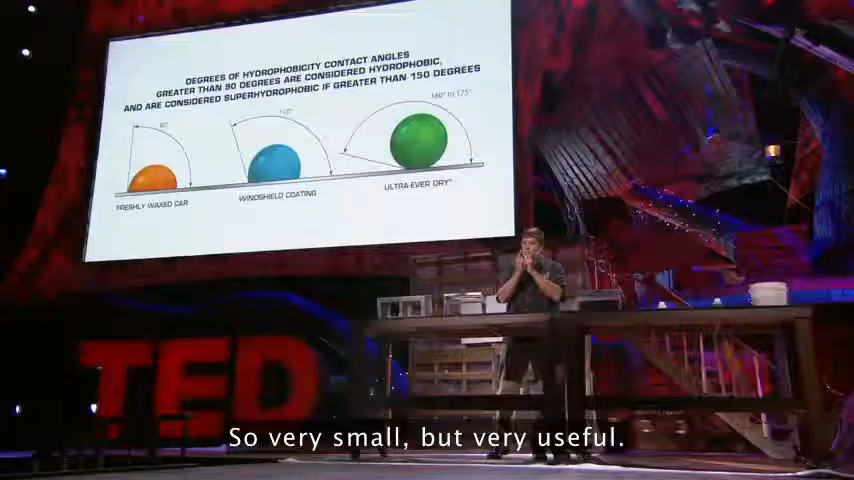 DEGREES OF HYDROPHOBICITY CONTACT ANGLES
GREATER THAN 90 DEGREES ARE CONSIDERED HYDROPHOBIC,
AND ARE CONSIDERED SUPERHYDROPHOBIC IF GREATER THAN 150 DEGREES
90°
110°
160° to 175°
FRESHLY WAXED CAR
WINDSHIELD COATING
ULTRA-EVER DRY™
TED
So very small, but very useful.